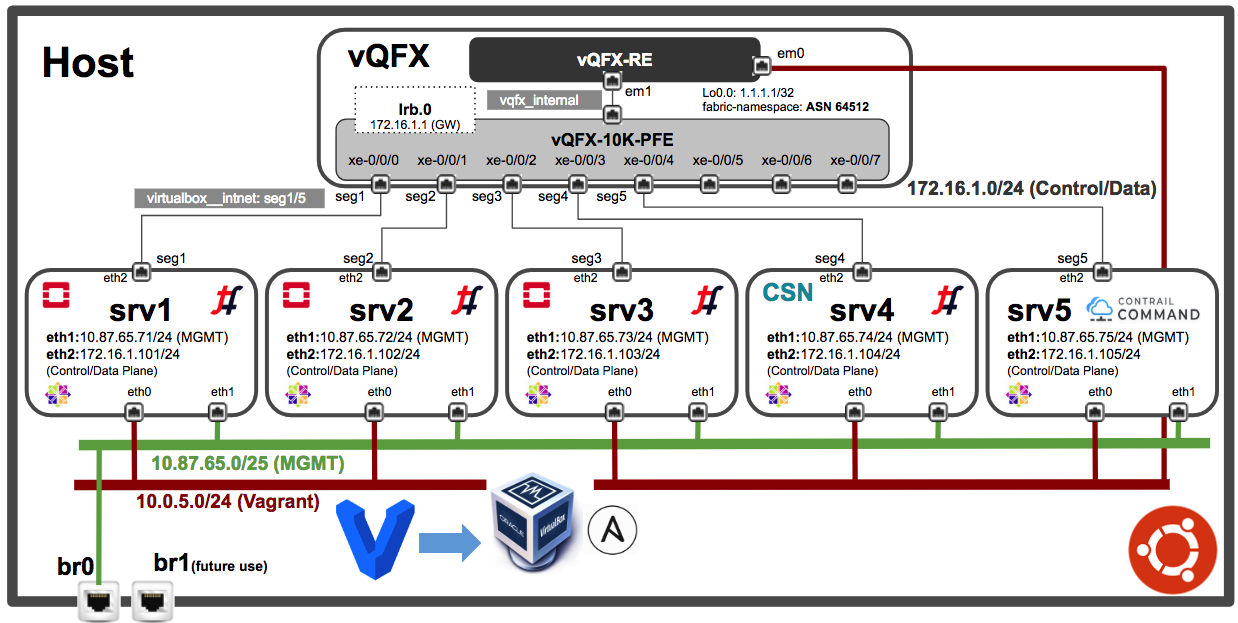 Host
vQFX
vQFX-RE
em0
em1
vqfx_internal
Lo0.0: 1.1.1.1/32
fabric-namespace: ASN 64512
Irb.0
172.16.1.1 (GW)
vQFX-10K-PFE
xe-0/0/0 xe-0/0/1 xe-0/0/2 xe-0/0/3 xe-0/0/4 xe-0/0/5 xe-0/0/6 xe-0/0/7
172.16.1.0/24 (Control/Data)
virtualbox__intnet: seg1/5
seg1 seg2 seg3 seg4 seg5
seg1
eth2
srv1
eth1:10.87.65.71/24 (MGMT)
eth2:172.16.1.101/24
(Control/Data Plane)
eth0 eth1
seg2
eth2
srv2
eth1:10.87.65.72/24 (MGMT)
eth2:172.16.1.102/24
(Control/Data Plane)
eth0 eth1
seg3
eth2
srv3
eth1:10.87.65.73/24 (MGMT)
eth2:172.16.1.103/24
(Control/Data Plane)
eth0 eth1
seg4
eth2
CSN
srv4
eth1:10.87.65.74/24 (MGMT)
eth2:172.16.1.104/24
(Control/Data Plane)
eth0 eth1
seg5
eth2
srv5
CONTRAIL
COMMAND
eth1:10.87.65.75/24 (MGMT)
eth2:172.16.1.105/24
(Control/Data Plane)
eth0 eth1
10.87.65.0/25 (MGMT)
10.0.5.0/24 (Vagrant)
ORACLE
VirtualBox
br0
br1(future use)